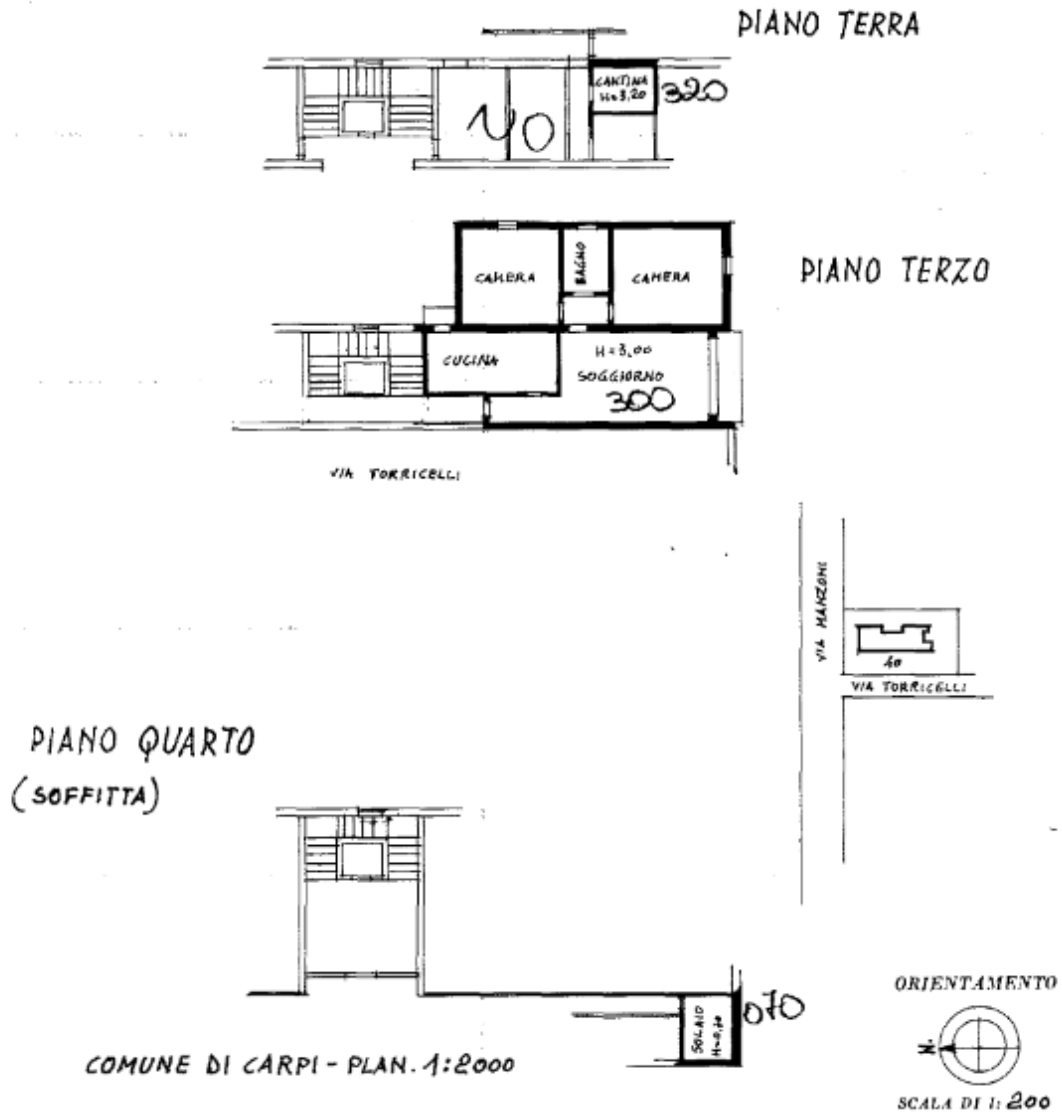 PIANO TERRA
CANTINA
H=3,20
320
PIANO TERZO
CAMERA
BAGNO
CAMERA
CUCINA
H=3,00
SOGGIORNO
300
VIA TORRICELLI
VIA MANZONI
40
VIA TORRICELLI
PIANO QUARTO
(SOFFITTA)
SOLAIO
H=0,70
070
ORIENTAMENTO
N.
COMUNE DI CARPI - PLAN. 1:2000
SCALA DI 1: 200